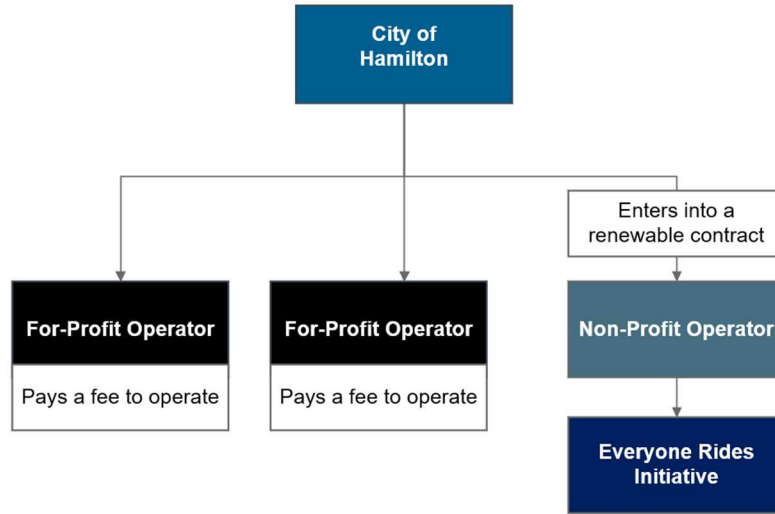 City of
Hamilton
Enters into a
renewable contract
For-Profit Operator
For-Profit Operator
Non-Profit Operator
Pays a fee to operate
Pays a fee to operate
Everyone Rides
Initiative